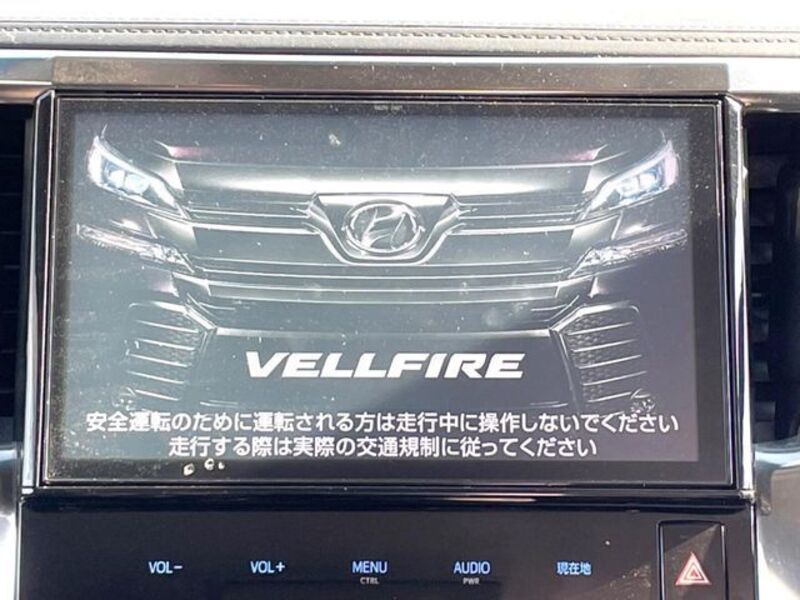 VELLFIRE
安全運転のために運転される方は走行中に操作しないでください
走行する際は実際の交通規制に従ってください
VOL−
VOL+
MENU
CTRL
AUDIO
PWR
現在地